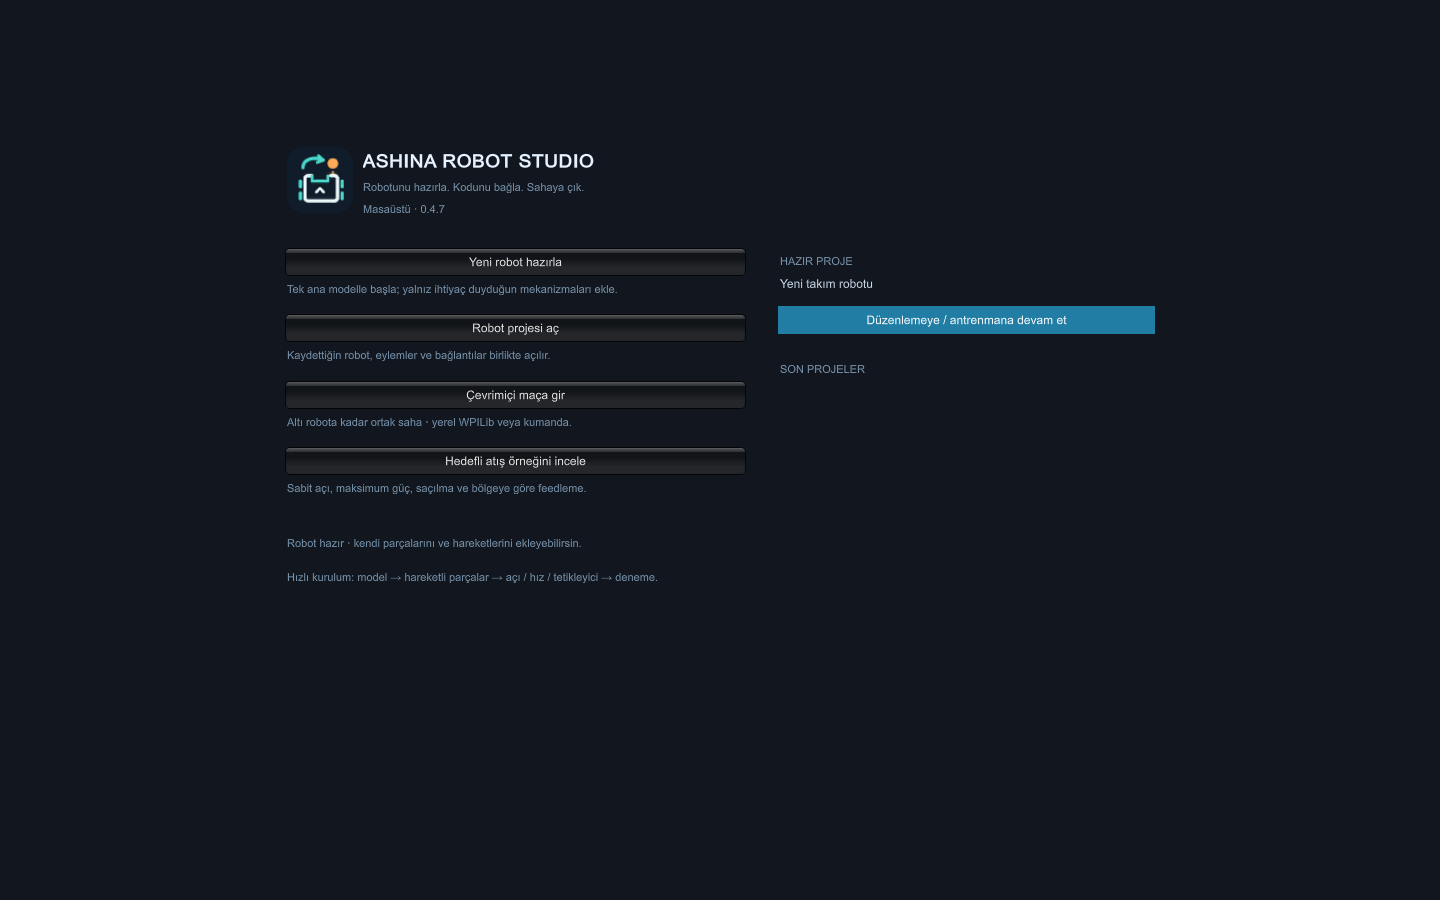 ASHINA ROBOT STUDIO
Robotunu hazırla. Kodunu bağla. Sahaya çık.
Masaüstü · 0.4.7
Yeni robot hazırla
Tek ana modelle başla; yalnız ihtiyaç duyduğun mekanizmaları ekle.
Robot projesi aç
Kaydettiğin robot, eylemler ve bağlantılar birlikte açılır.
Çevrimiçi maça gir
Altı robota kadar ortak saha · yerel WPILib veya kumanda.
Hedefli atış örneğini incele
Sabit açı, maksimum güç, saçılma ve bölgeye göre feedleme.
Robot hazır · kendi parçalarını ve hareketlerini ekleyebilirsin.
Hızlı kurulum: model → hareketli parçalar → açı / hız / tetikleyici → deneme.
HAZIR PROJE
Yeni takım robotu
Düzenlemeye / antrenmana devam et
SON PROJELER